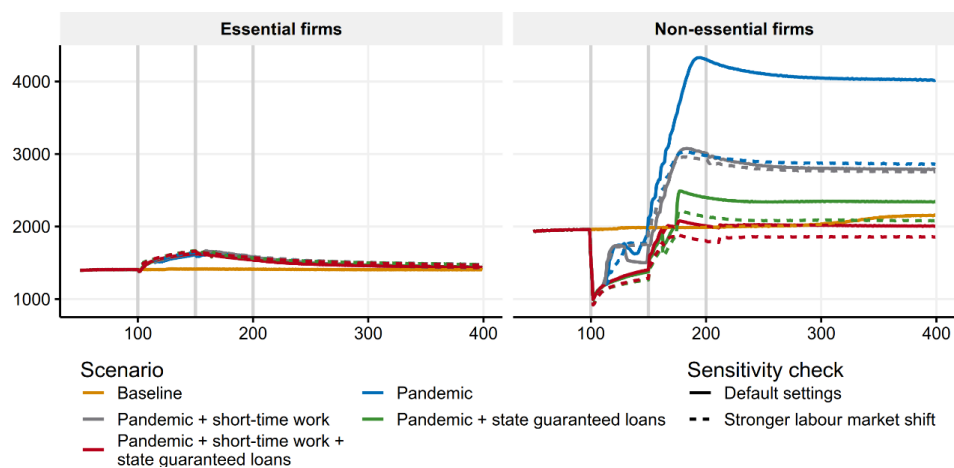 Essential firms
Non-essential firms
4000
3000
2000
1000
100
200
300
400
100
200
300
400
Scenario
Sensitivity check
Baseline
Pandemic
Default settings
Pandemic + short-time work
Pandemic + state guaranteed loans
Stronger labour market shift
Pandemic + short-time work +
state guaranteed loans